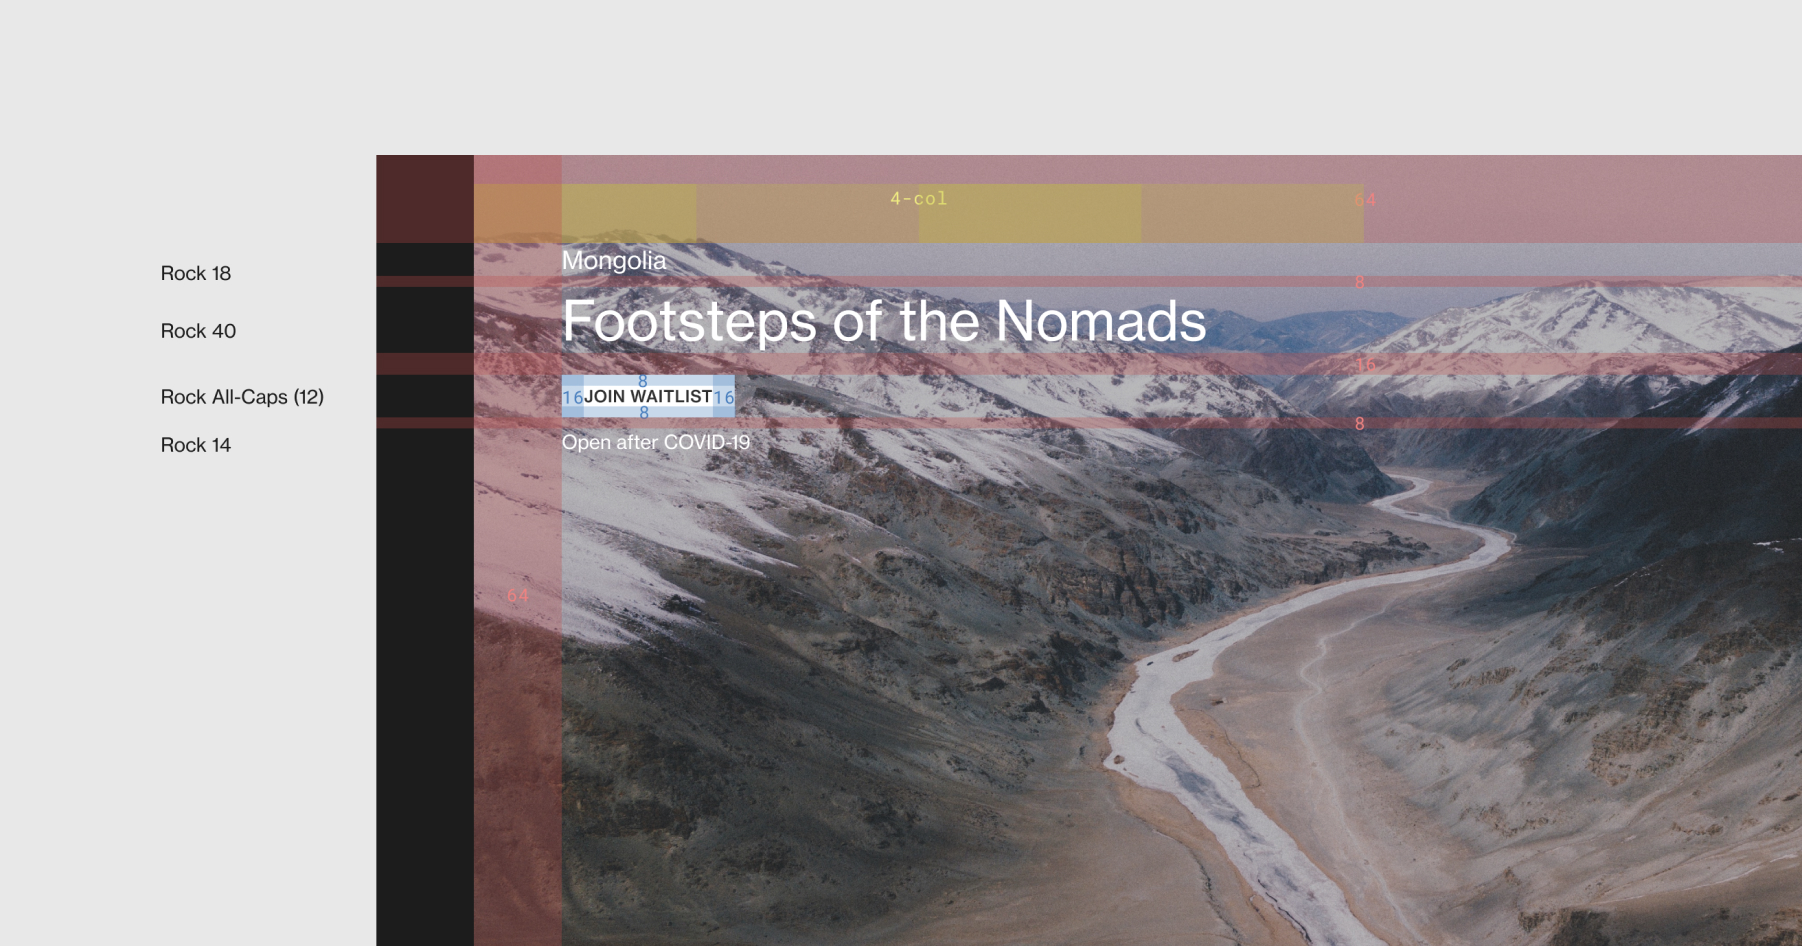 4-col
64
Rock 18
Mongolia
8
Rock 40
Footsteps of the Nomads
16
8
Rock All-Caps (12)
16 JOIN WAITLIST 16
8
8
Rock 14
Open after COVID-19
64